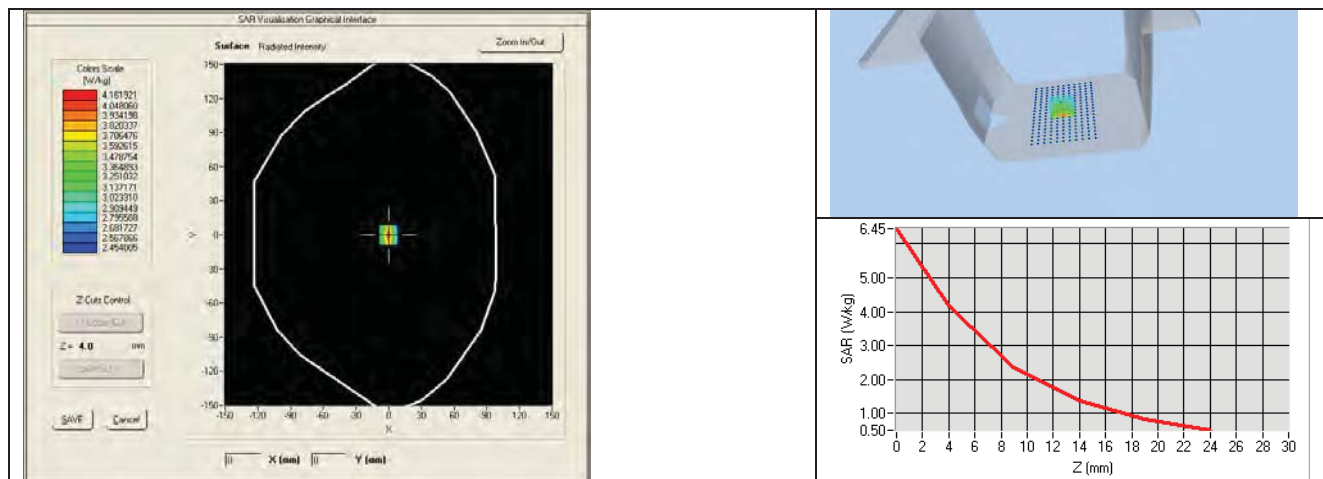 SAR Visualisation Graphical Interface
Surface Radiated Intensity
Zoom In/Out
Colors Scale
(W/kg)
4.161921
4.048060
3.934198
3.820337
3.706476
3.592615
3.478754
3.364893
3.251032
3.137171
3.023310
2.909449
2.795588
2.681727
2.567866
2.454005
150
120
90
60
30
0
30
-60
-90
-120
-150
Y
-150 -120 -90 -60 -30 0 30 60 90 120 150
X
Z Cuts Control
Z = 4.0 mm
SAVE Cancel
0 X (mm) 0 Y (mm)
6.45
5.00
4.00
3.00
2.00
1.00
0.50
SAR (W/kg)
0 2 4 6 8 10 12 14 16 18 20 22 24 26 28 30
Z (mm)